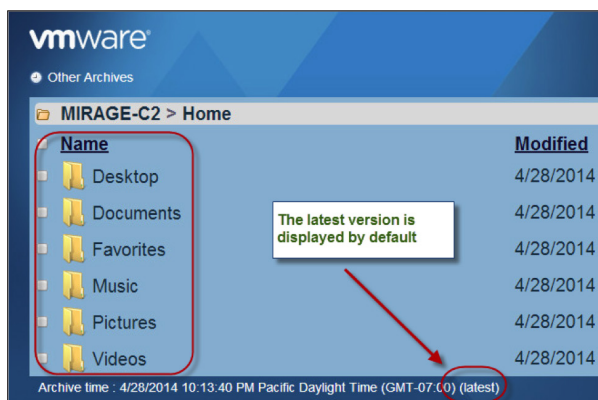 vmware
Other Archives
MIRAGE-C2 > Home
Name Modified
Desktop 4/28/2014
Documents 4/28/2014
Favorites 4/28/2014
Music 4/28/2014
Pictures 4/28/2014
Videos 4/28/2014
The latest version is
displayed by default
Archive time : 4/28/2014 10:13:40 PM Pacific Daylight Time (GMT-07:00) (latest)